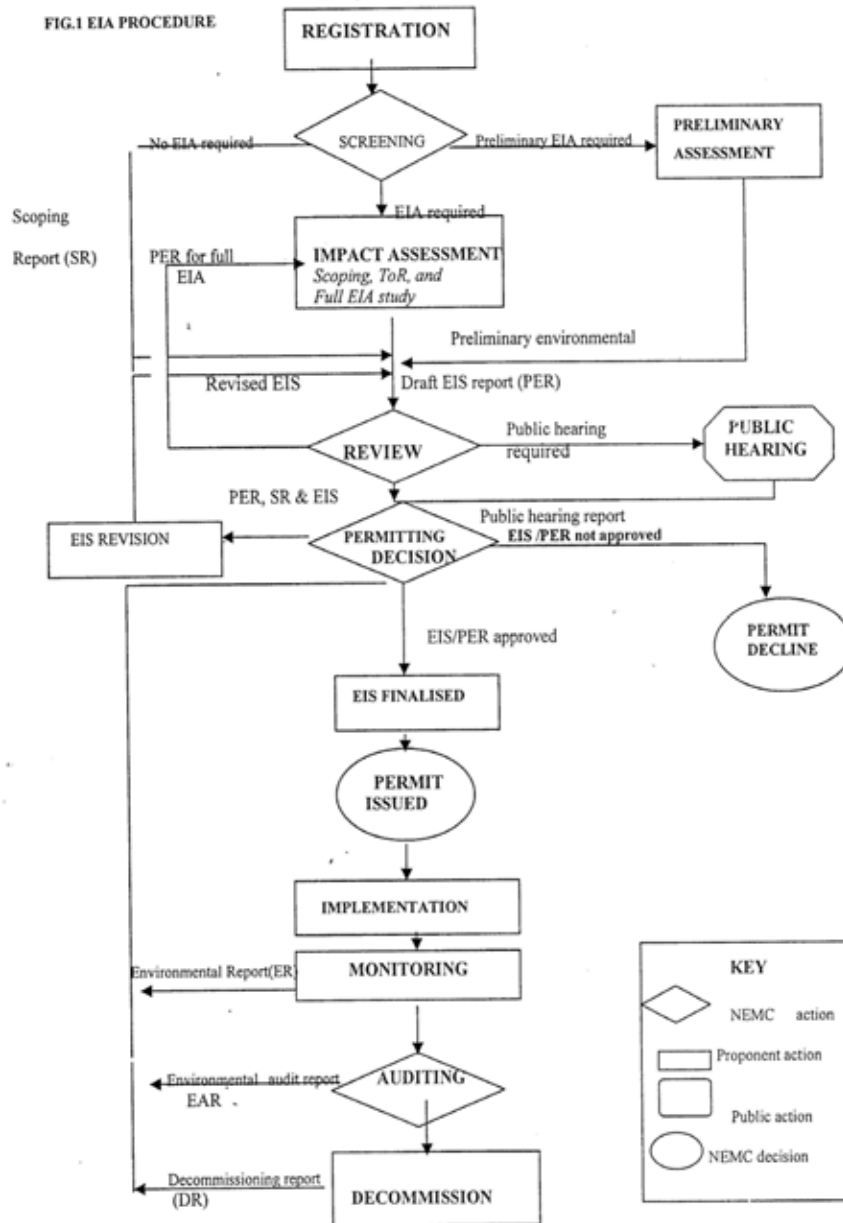 FIG.1 EIA PROCEDURE
REGISTRATION
SCREENING
No EIA required
Preliminary EIA required
PRELIMINARY
ASSESSMENT
Scoping
Report (SR)
EIA required
PER for full
EIA
IMPACT ASSESSMENT
Scoping, ToR, and
Full EIA study
Preliminary environmental
Revised EIS
Draft EIS report (PER)
REVIEW
Public hearing
required
PUBLIC
HEARING
PER, SR & EIS
EIS REVISION
PERMITTING
DECISION
Public hearing report
EIS /PER not approved
PERMIT
DECLINE
EIS/PER approved
EIS FINALISED
PERMIT
ISSUED
IMPLEMENTATION
MONITORING
Environmental Report(ER)
AUDITING
Environmental audit report
EAR
DECOMMISSION
Decommissioning report
(DR)
KEY
NEMC action
Proponent action
Public action
NEMC decision